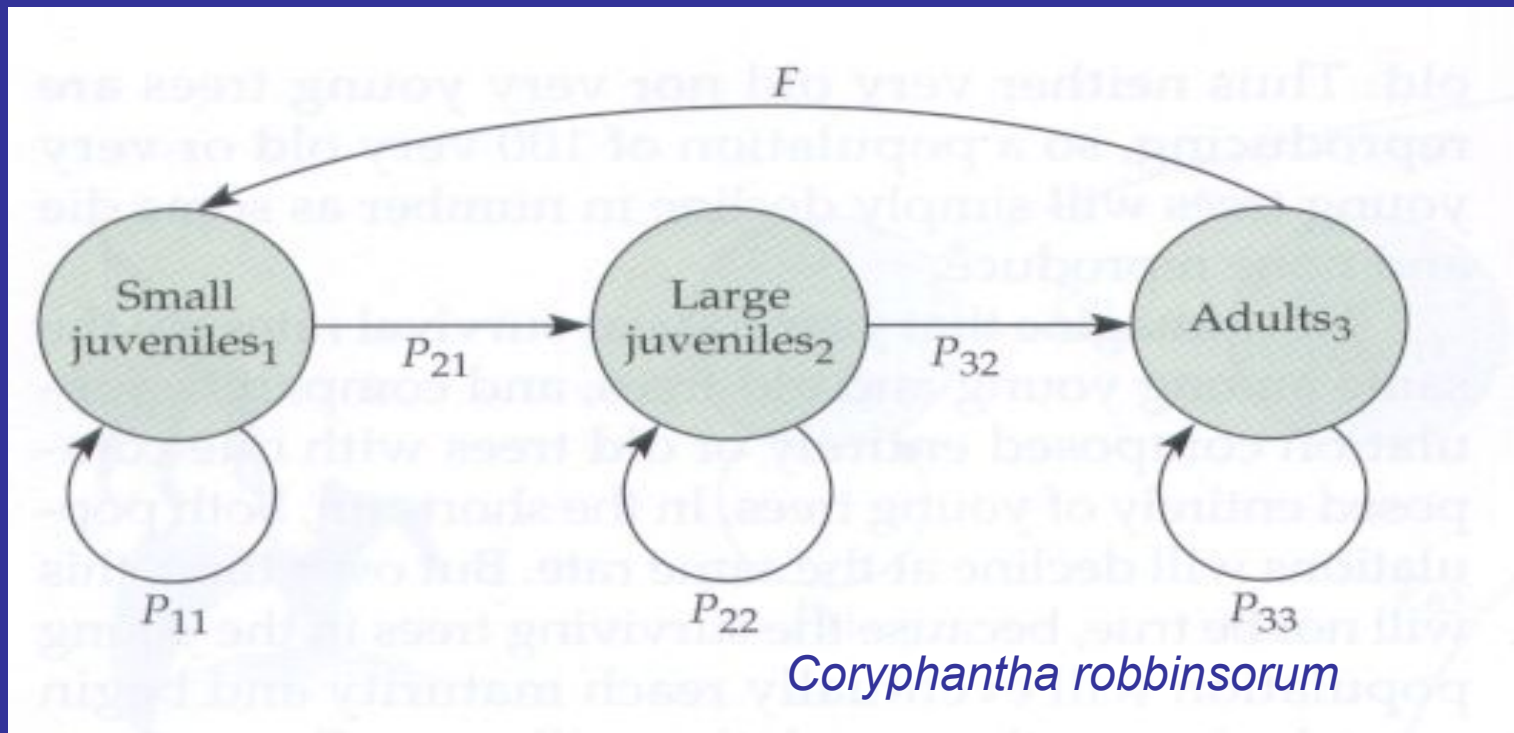 F
Small
juveniles₁
P₂₁
Large
juveniles₂
P₃₂
Adults₃
P₁₁
P₂₂
P₃₃
Coryphantha robbinsorum